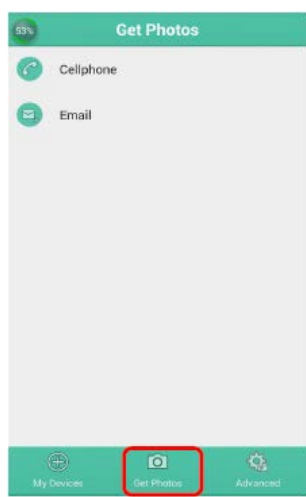 53%
Get Photos
Cellphone
Email
My Devices
Get Photos
Advanced